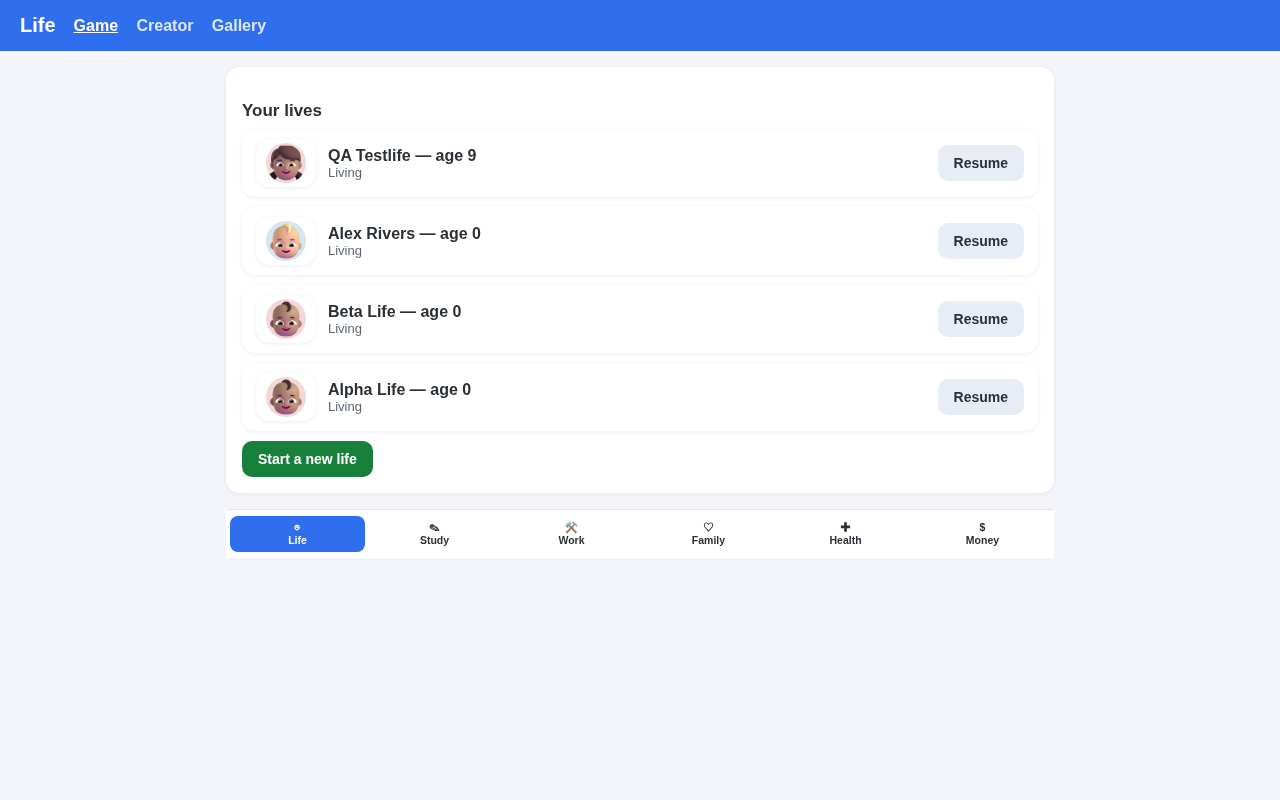 Life Game Creator Gallery
Your lives
QA Testlife — age 9
Living
Resume
Alex Rivers — age 0
Living
Resume
Beta Life — age 0
Living
Resume
Alpha Life — age 0
Living
Resume
Start a new life
Life
Study
Work
Family
Health
$
Money